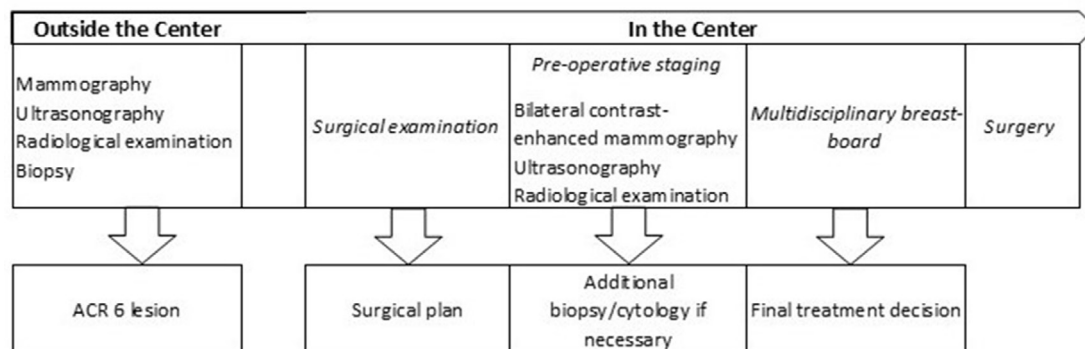 Outside the Center
In the Center
Mammography
Ultrasonography
Radiological examination
Biopsy
Surgical examination
Pre-operative staging
Bilateral contrast-
enhanced mammography
Ultrasonography
Radiological examination
Multidisciplinary breast-
board
Surgery
ACR 6 lesion
Surgical plan
Additional
biopsy/cytology if
necessary
Final treatment decision